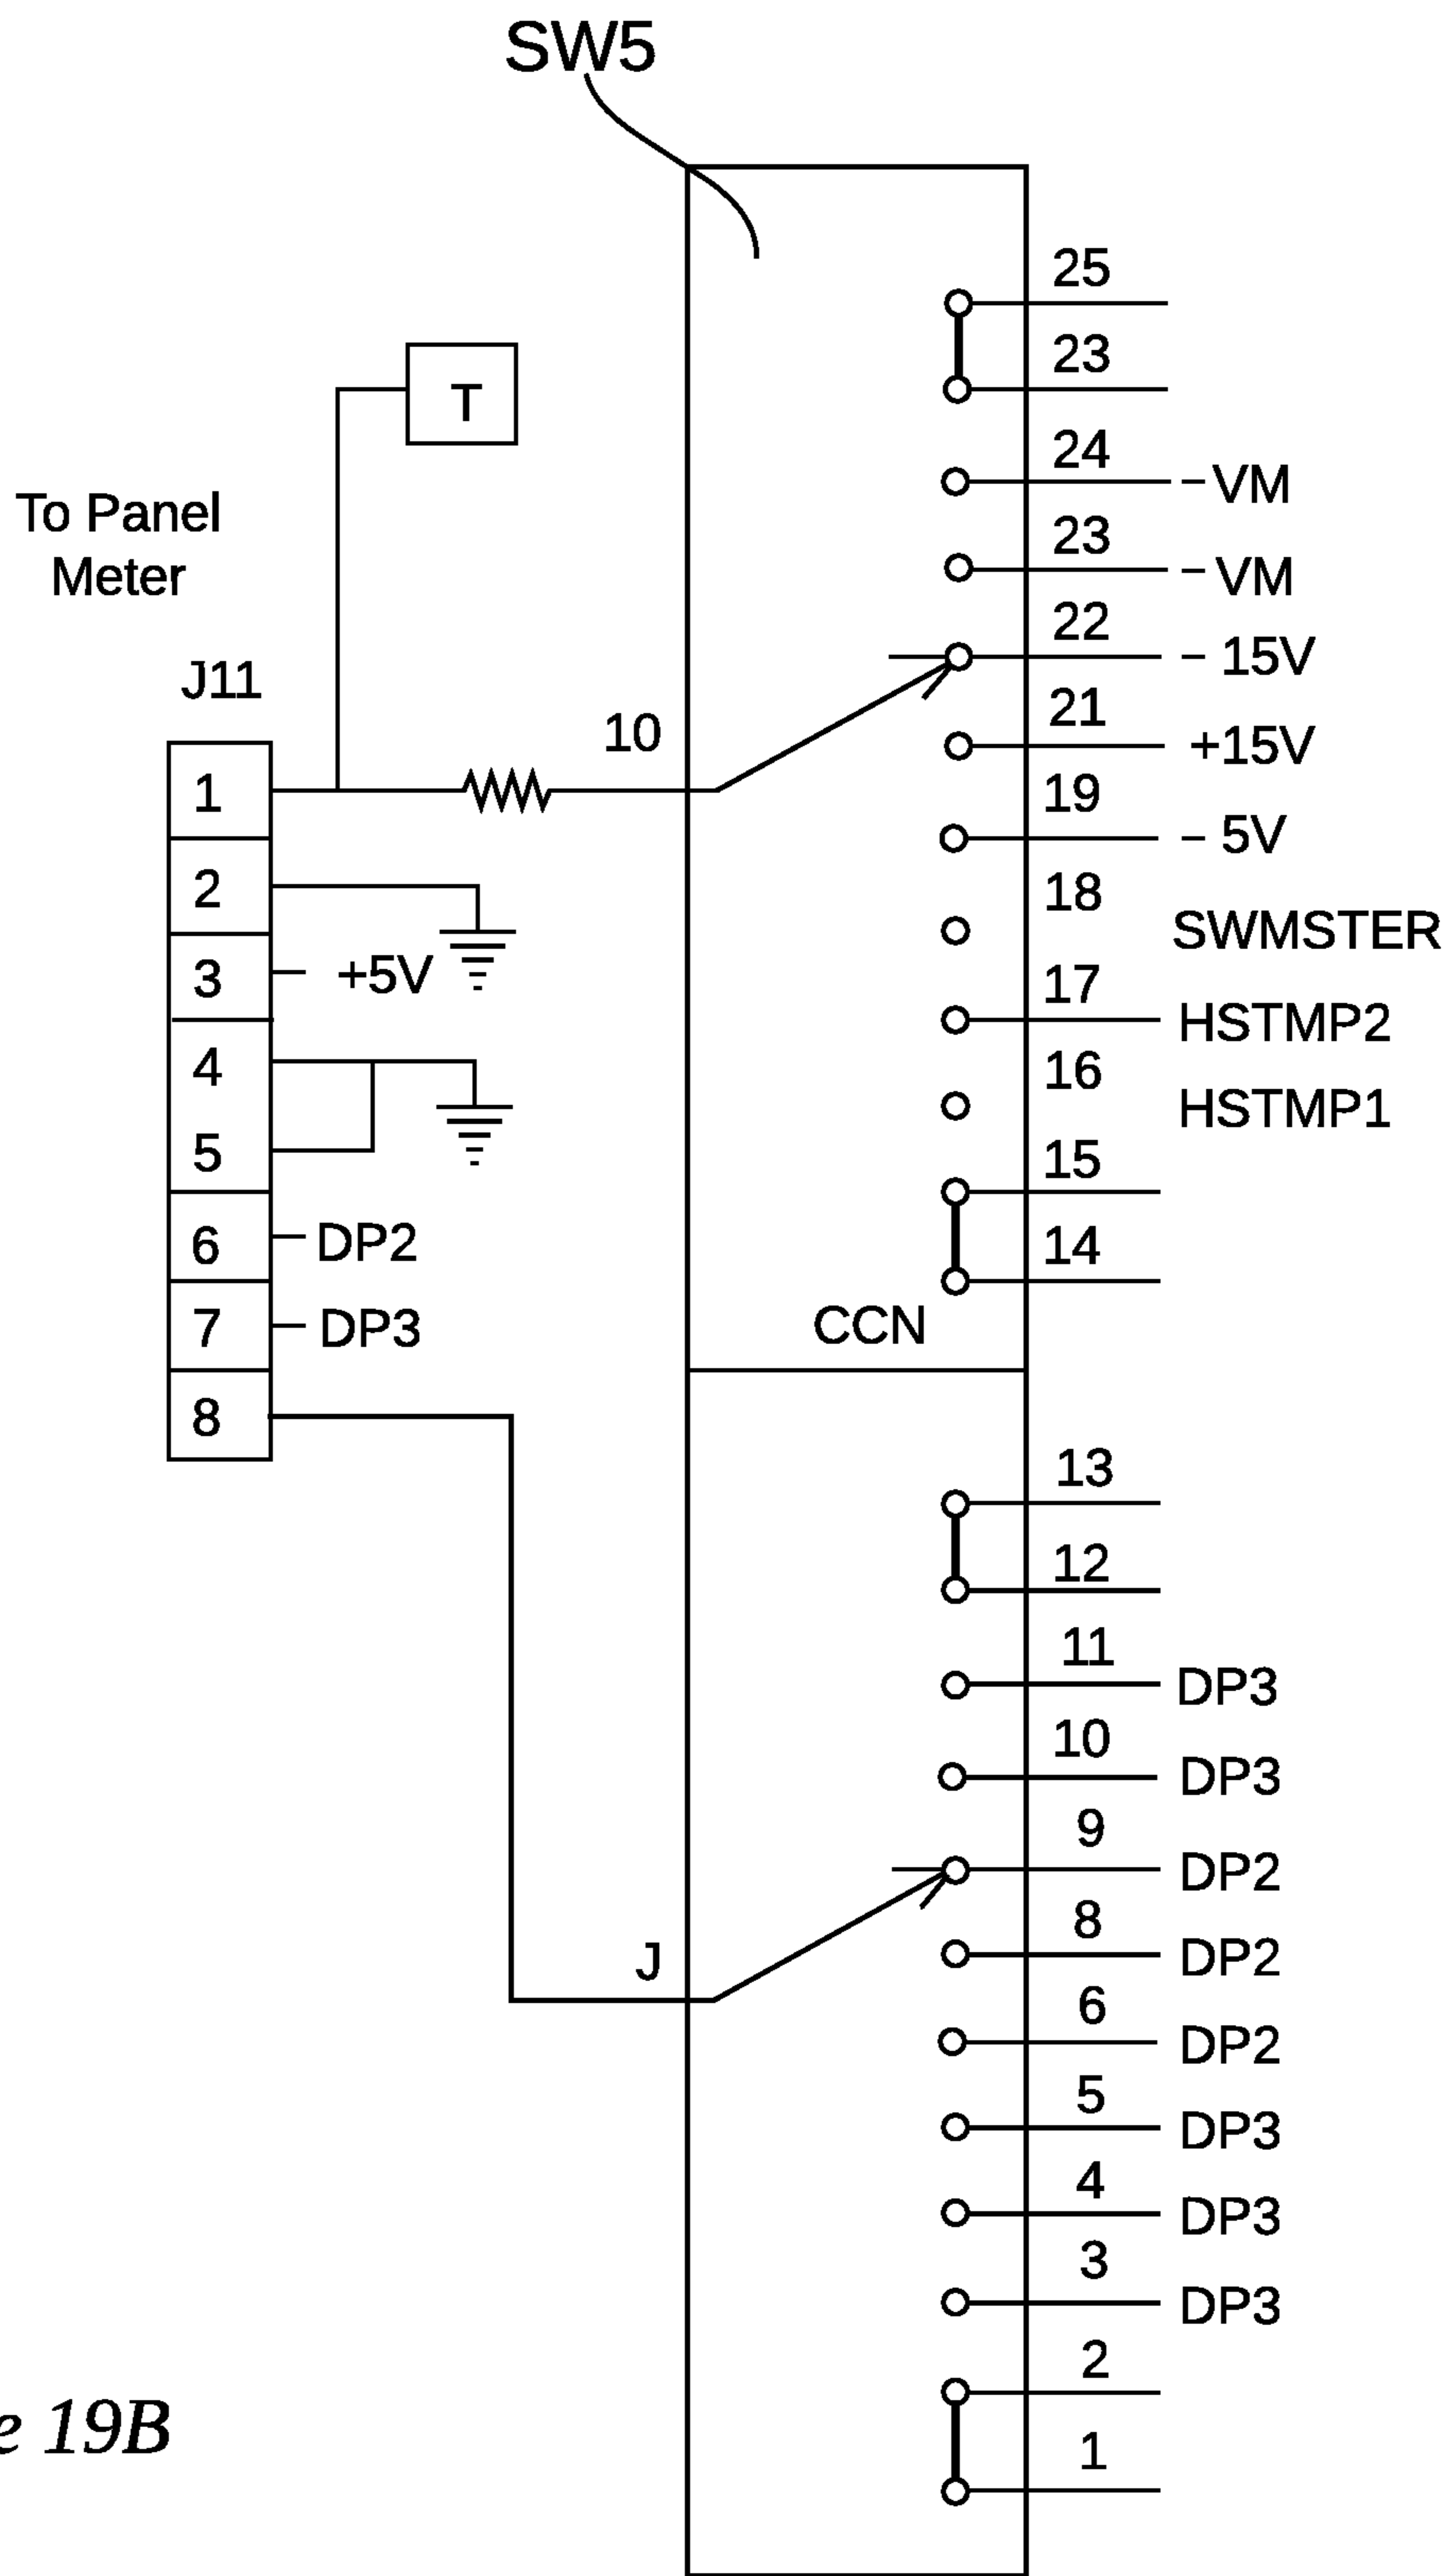 SW5
25
23
T
24
–VM
To Panel
Meter
23
–VM
22
– 15V
J11
21
+15V
10
19
1
– 5V
2
18
SWMSTER
3
+5V
17
HSTMP2
4
16
HSTMP1
5
15
6
DP2
14
7
DP3
CCN
8
13
12
11
DP3
10
DP3
9
DP2
8
DP2
J
6
DP2
5
DP3
4
DP3
3
DP3
2
e 19B
1